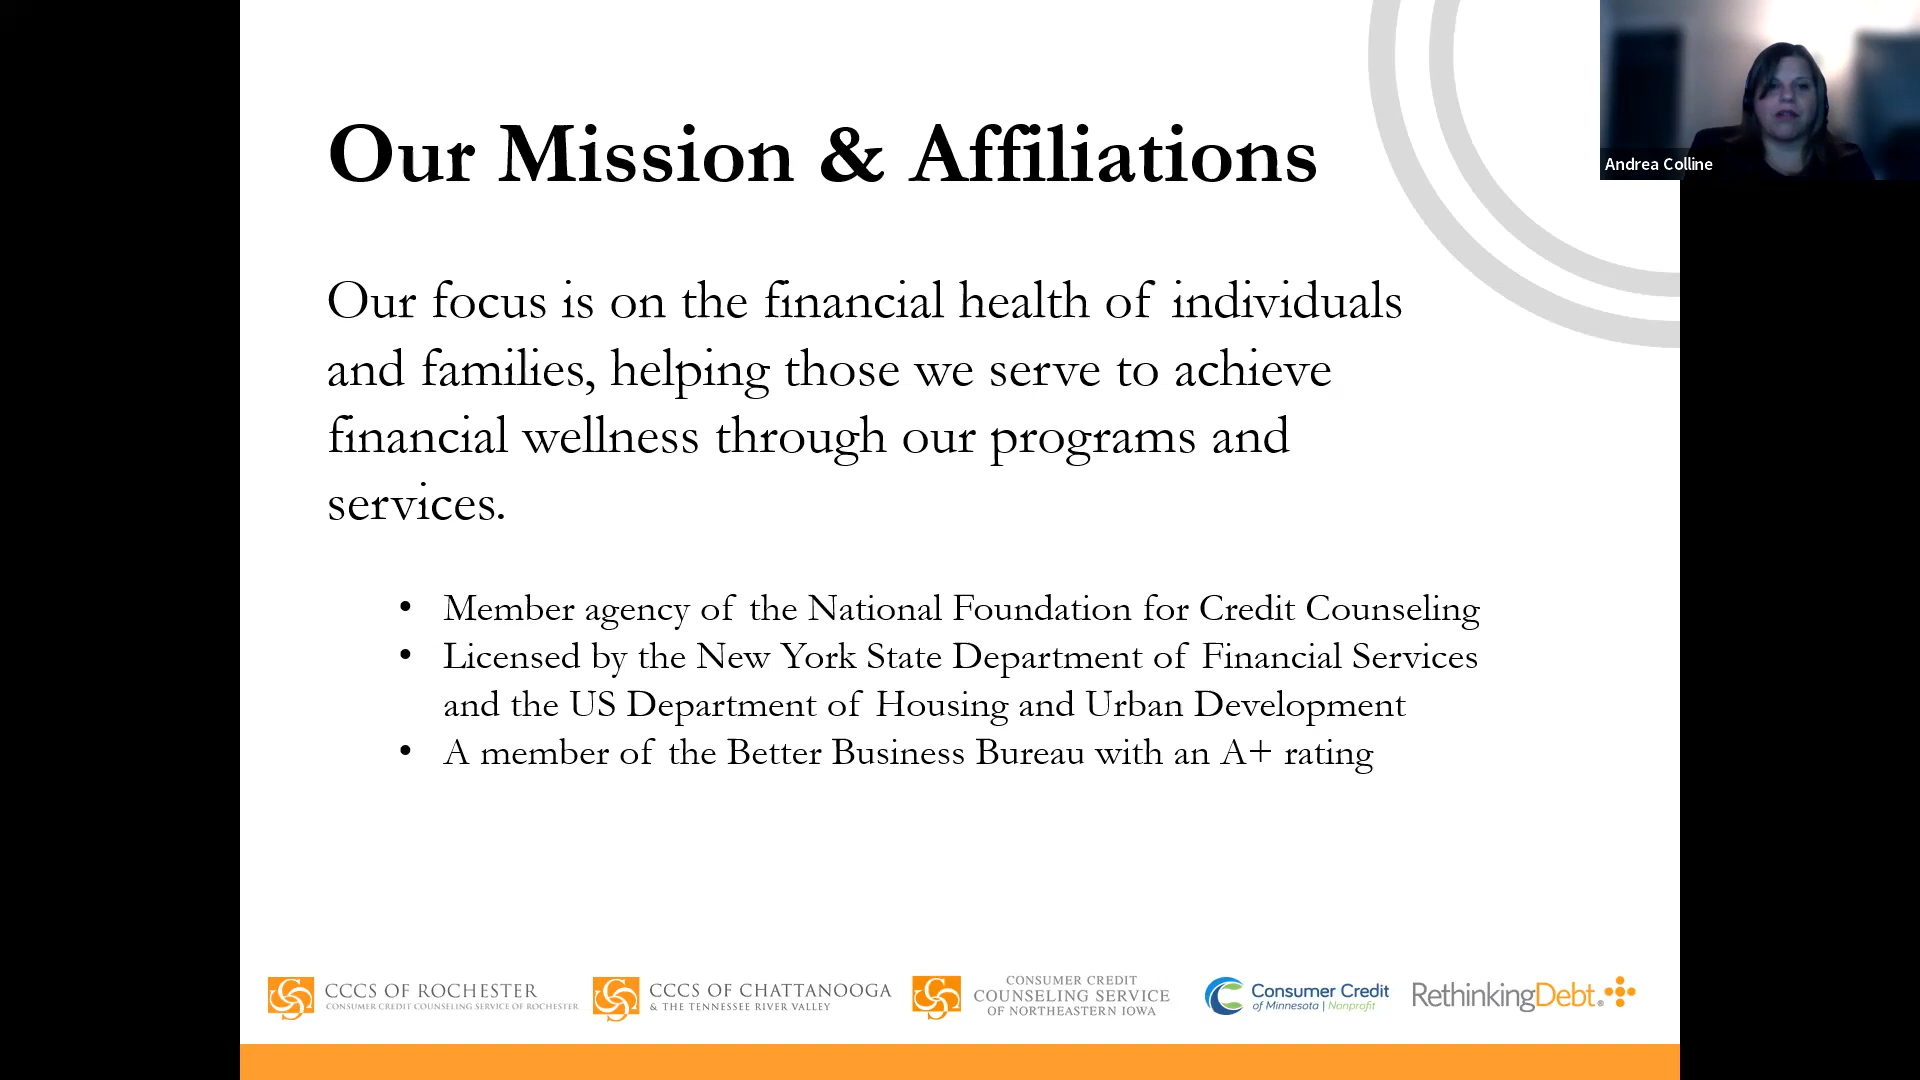 Our Mission & Affiliations
Andrea Colline
Our focus is on the financial health of individuals
and families, helping those we serve to achieve
financial wellness through our programs and
services.
• Member agency of the National Foundation for Credit Counseling
• Licensed by the New York State Department of Financial Services
and the US Department of Housing and Urban Development
• A member of the Better Business Bureau with an A+ rating
CCCS OF ROCHESTER
CONSUMER CREDIT COUNSELING SERVICE OF ROCHESTER
CCCS OF CHATTANOOGA
& THE TENNESSEE RIVER VALLEY
CONSUMER CREDIT
COUNSELING SERVICE
OF NORTHEASTERN IOWA
Consumer Credit
of Minnesota | Nonprofit
RethinkingDebt.®